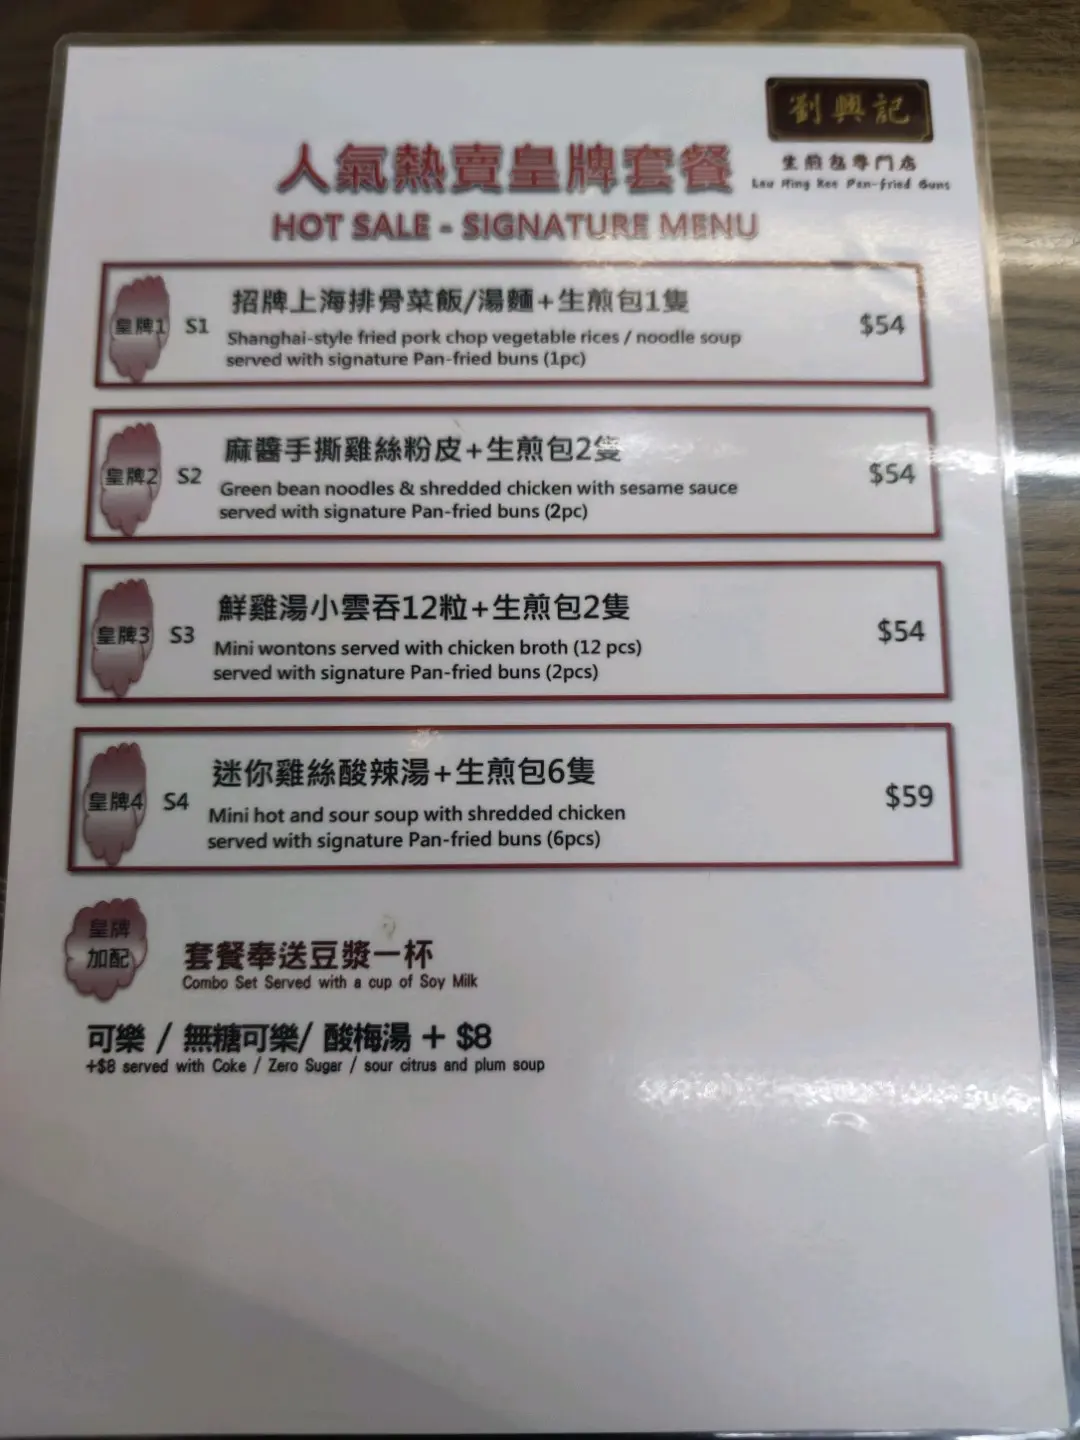 劉興記
生煎包專門店
Lau Hing Kee Pan-fried Buns
人氣熱賣皇牌套餐
HOT SALE - SIGNATURE MENU
皇牌1 S1 招牌上海排骨菜飯/湯麵+生煎包1隻 $54
Shanghai-style fried pork chop vegetable rices / noodle soup
served with signature Pan-fried buns (1pc)
皇牌2 S2 麻醬手撕雞絲粉皮+生煎包2隻 $54
Green bean noodles & shredded chicken with sesame sauce
served with signature Pan-fried buns (2pc)
皇牌3 S3 鮮雞湯小雲吞12粒+生煎包2隻 $54
Mini wontons served with chicken broth (12 pcs)
served with signature Pan-fried buns (2pcs)
皇牌4 S4 迷你雞絲酸辣湯+生煎包6隻 $59
Mini hot and sour soup with shredded chicken
served with signature Pan-fried buns (6pcs)
皇牌
加配
套餐奉送豆漿一杯
Combo Set Served with a cup of Soy Milk
可樂 / 無糖可樂/ 酸梅湯 + $8
+$8 served with Coke / Zero Sugar / sour citrus and plum soup